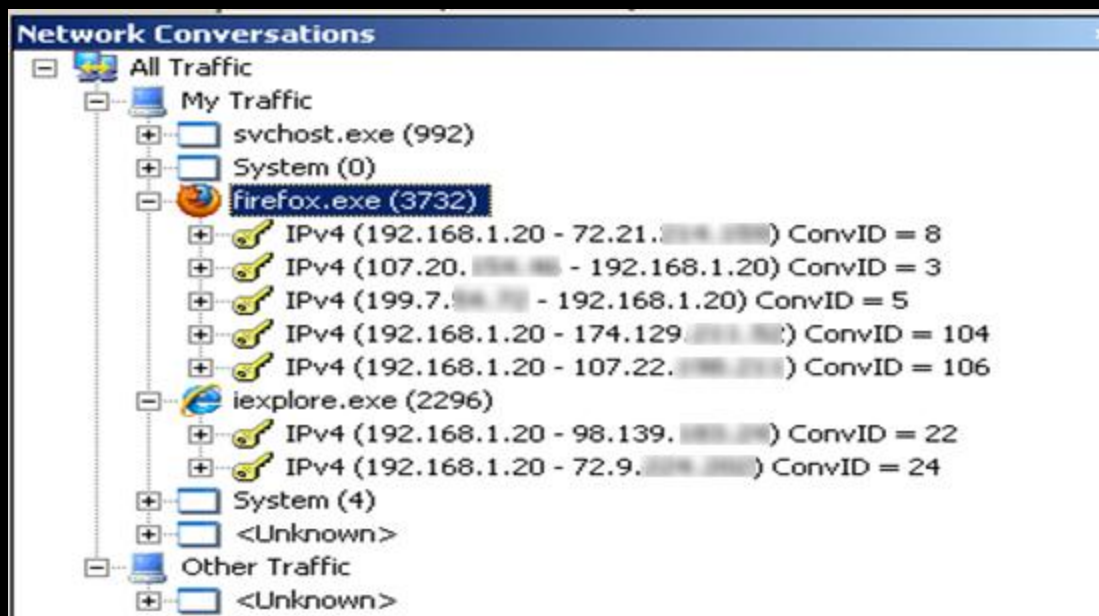 Network Conversations
All Traffic
My Traffic
svchost.exe (992)
System (0)
firefox.exe (3732)
IPv4 (192.168.1.20 - 72.21. ) ConvID = 8
IPv4 (107.20. - 192.168.1.20) ConvID = 3
IPv4 (199.7. - 192.168.1.20) ConvID = 5
IPv4 (192.168.1.20 - 174.129. ) ConvID = 104
IPv4 (192.168.1.20 - 107.22. ) ConvID = 106
iexplore.exe (2296)
IPv4 (192.168.1.20 - 98.139. ) ConvID = 22
IPv4 (192.168.1.20 - 72.9. ) ConvID = 24
System (4)
<Unknown>
Other Traffic
<Unknown>